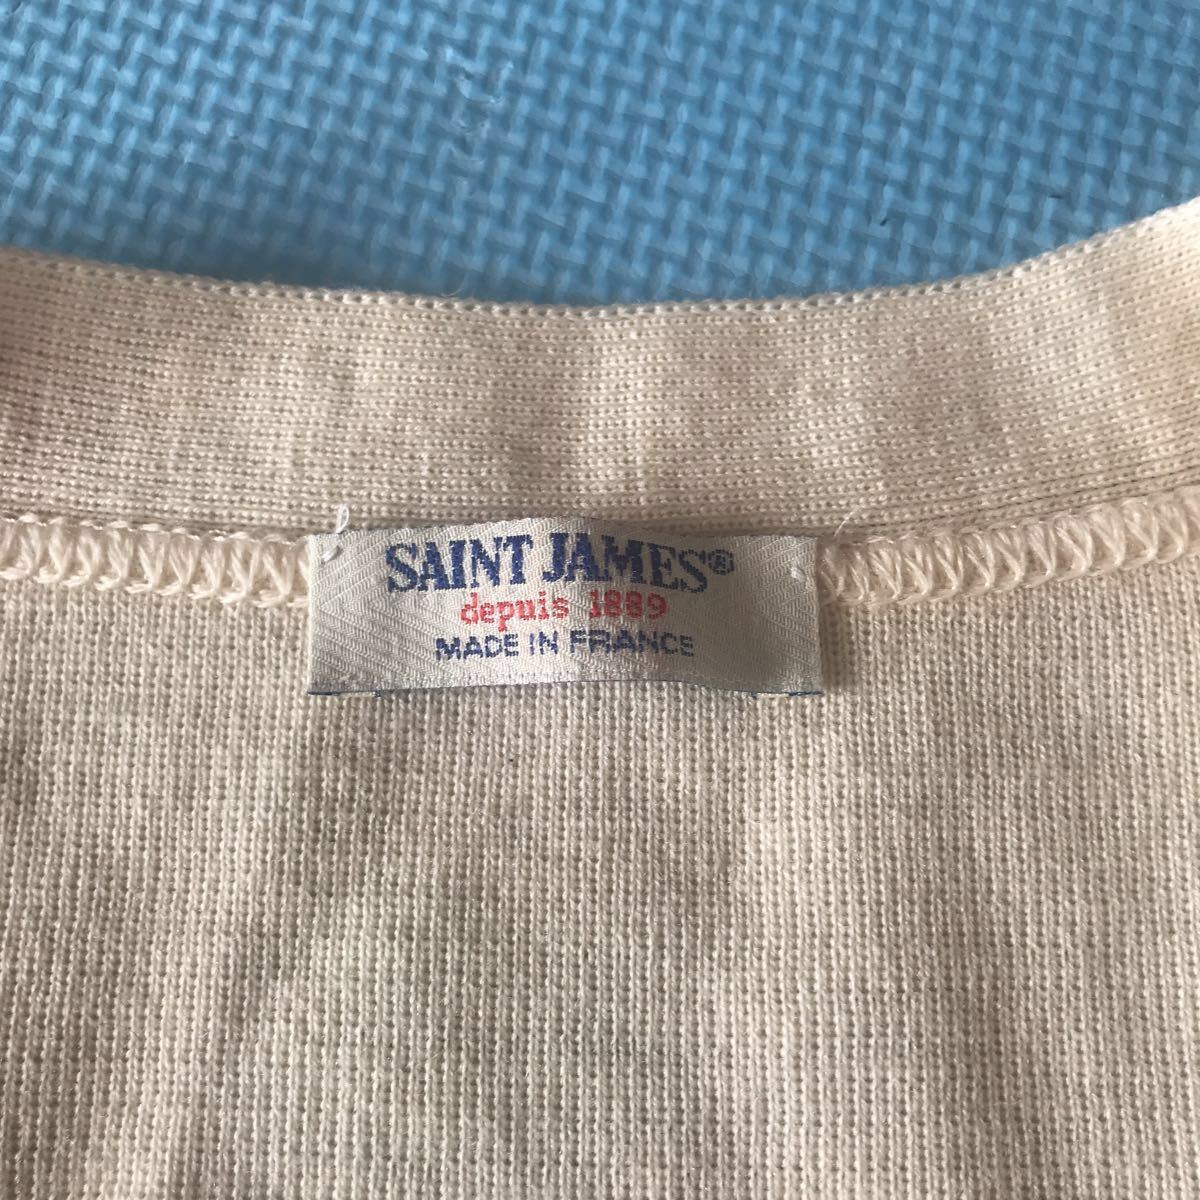 SAINT JAMES®
depuis 1889
MADE IN FRANCE